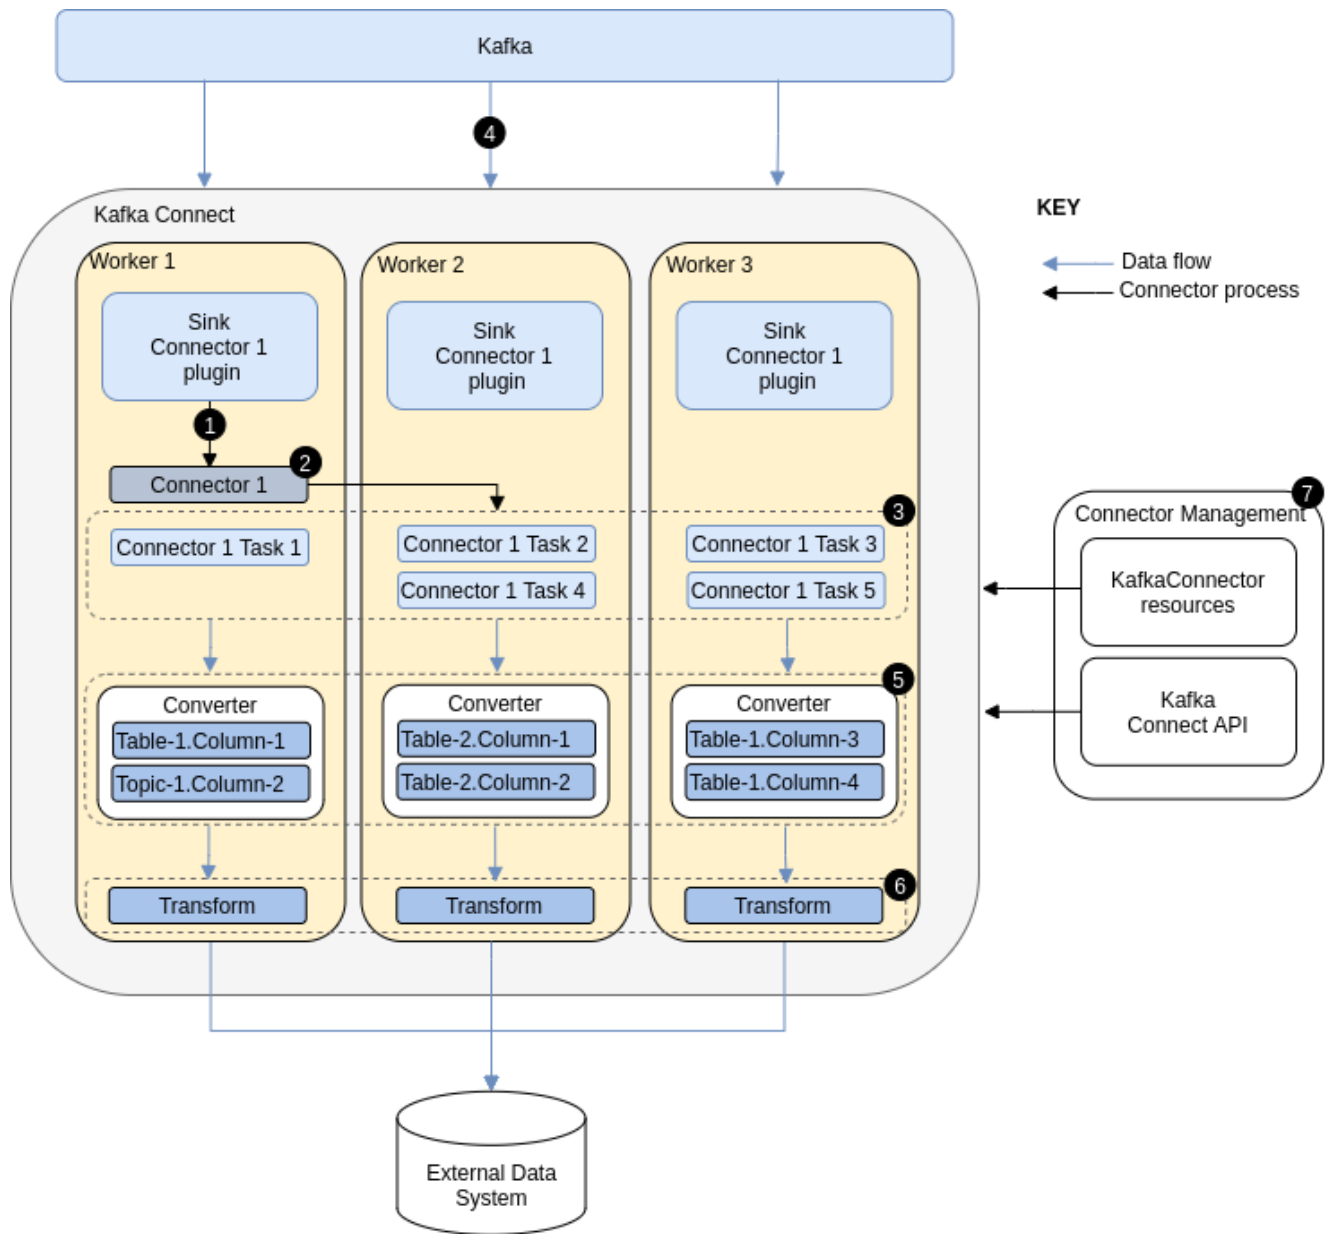 Kafka
4
Kafka Connect
KEY
Data flow
Connector process
Worker 1
Sink
Connector 1
plugin
1
Connector 1
2
Worker 2
Sink
Connector 1
plugin
Worker 3
Sink
Connector 1
plugin
3
Connector 1 Task 1
Connector 1 Task 2
Connector 1 Task 4
Connector 1 Task 3
Connector 1 Task 5
5
Converter
Table-1.Column-1
Topic-1.Column-2
Converter
Table-2.Column-1
Table-2.Column-2
Converter
Table-1.Column-3
Table-1.Column-4
6
Transform
Transform
Transform
7
Connector Management
KafkaConnector
resources
Kafka
Connect API
External Data
System